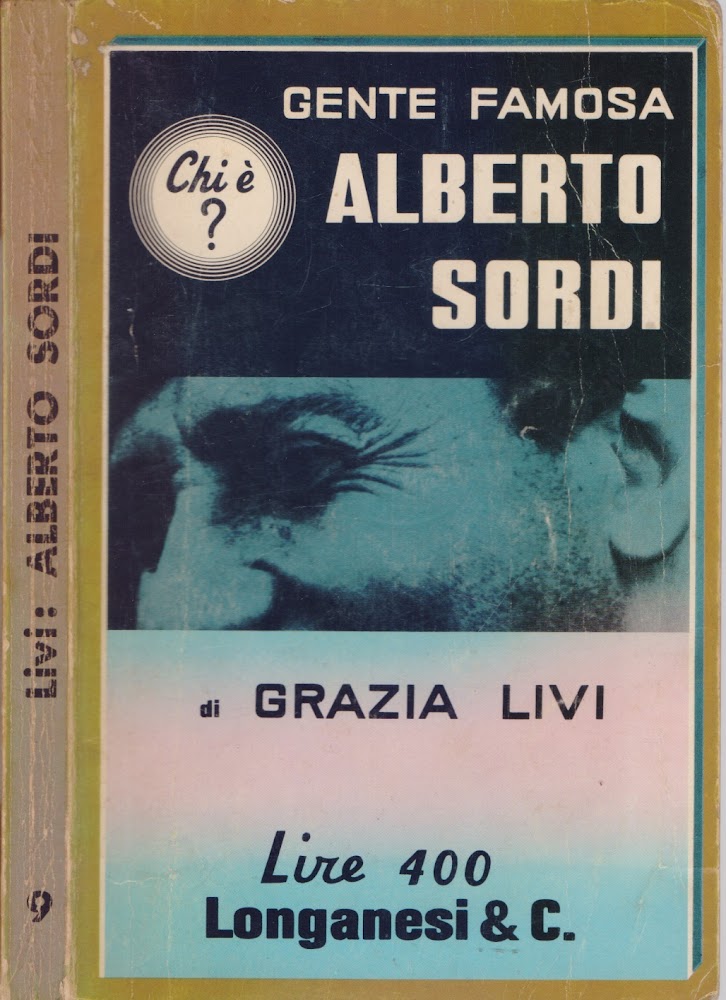 GENTE FAMOSA
Chi è
?
ALBERTO
SORDI
di GRAZIA LIVI
Lire 400
Longanesi & C.
Livi: ALBERTO SORDI
9